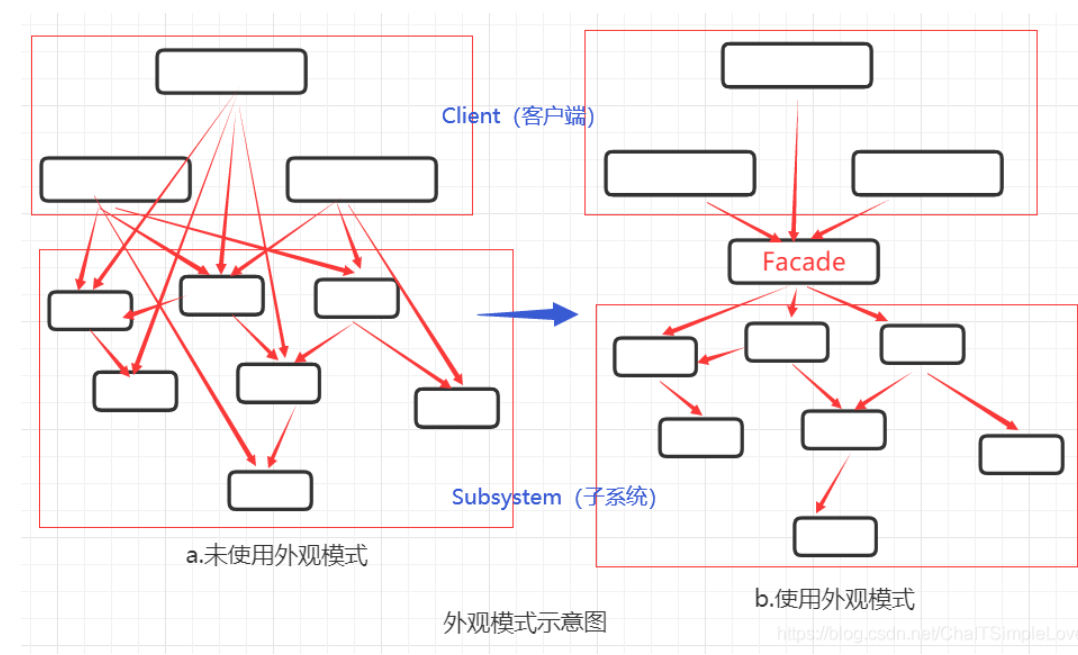 Client（客户端）
Facade
Subsystem（子系统）
a.未使用外观模式
b.使用外观模式
外观模式示意图
https://blog.csdn.net/ChaITSimpleLove